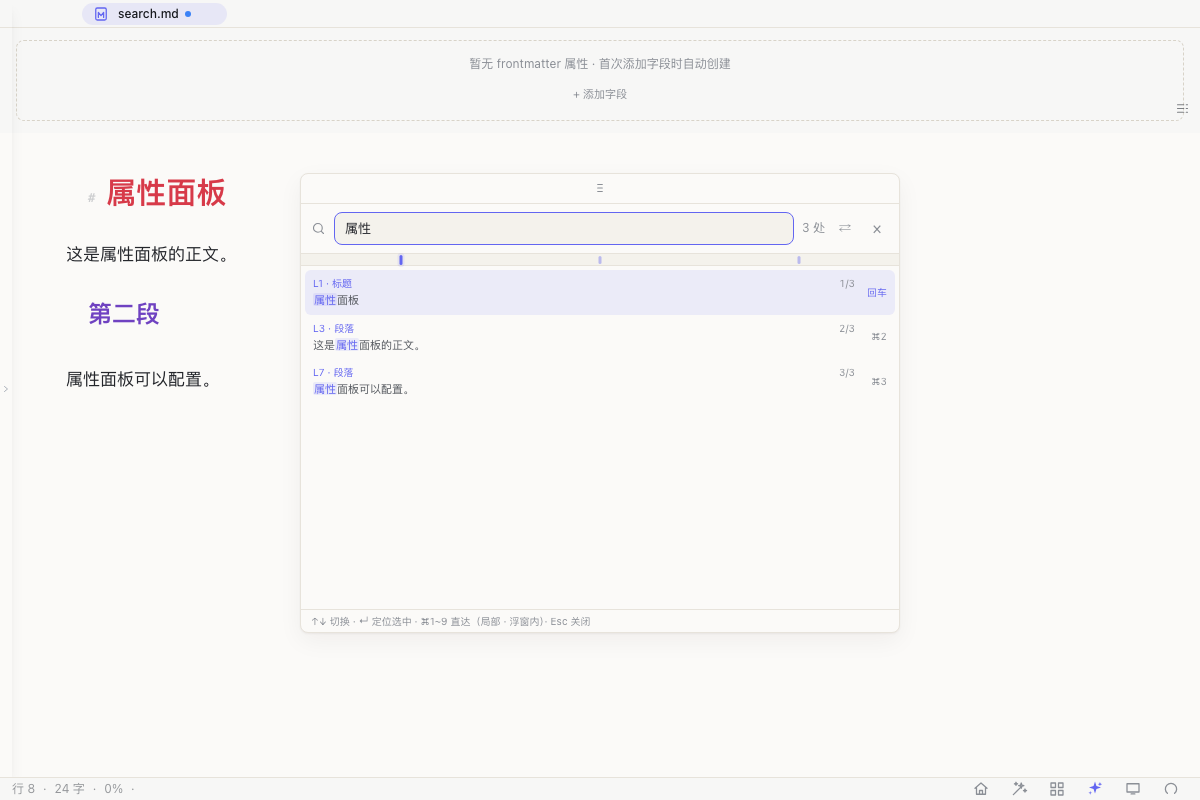 search.md
暂无 frontmatter 属性 · 首次添加字段时自动创建
+ 添加字段
# 属性面板
这是属性面板的正文。
第二段
属性面板可以配置。
属性
3 处
L1 · 标题
1/3
属性面板
回车
L3 · 段落
2/3
这是属性面板的正文。
⌘2
L7 · 段落
3/3
属性面板可以配置。
⌘3
↑↓ 切换 · ↵ 定位选中 · ⌘1~9 直达（局部 · 浮窗内）· Esc 关闭
行 8 · 24 字 · 0% ·